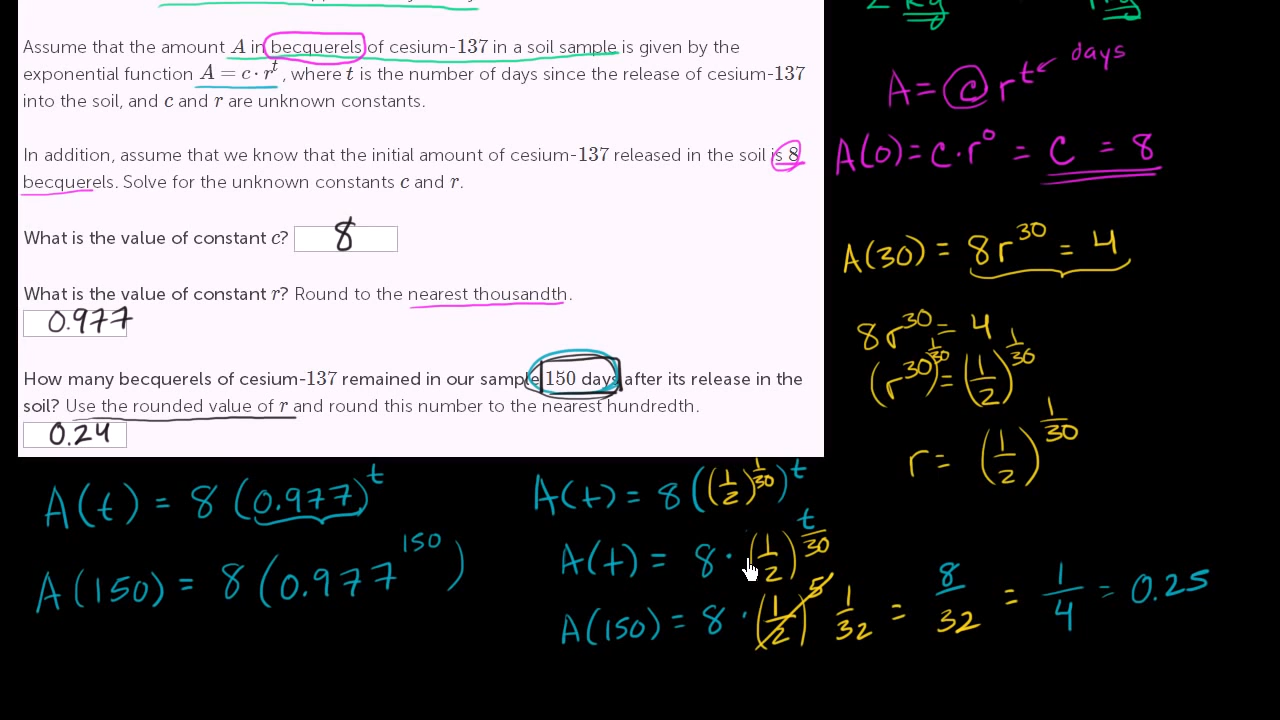 Assume that the amount A in becquerels of cesium-137 in a soil sample is given by the
exponential function A = c · r^t, where t is the number of days since the release of cesium-137
into the soil, and c and r are unknown constants.
In addition, assume that we know that the initial amount of cesium-137 released in the soil is 8
becquerels. Solve for the unknown constants c and r.
What is the value of constant c? 8
What is the value of constant r? Round to the nearest thousandth.
0.977
How many becquerels of cesium-137 remained in our sample 150 days after its release in the
soil? Use the rounded value of r and round this number to the nearest hundredth.
0.24
kg
kg
A = c r^t days
A(0) = c·r^0 = c = 8
A(30) = 8r^30 = 4
8r^30 = 4
(r^30)^1/30 = (1/2)^1/30
r = (1/2)^1/30
A(t) = 8(0.977)^t
A(150) = 8(0.977^150)
A(t) = 8((1/2)^1/30)^t
A(t) = 8·(1/2)^t/30
A(150) = 8·(1/2)^5 1/32 = 8/32 = 1/4 = 0.25